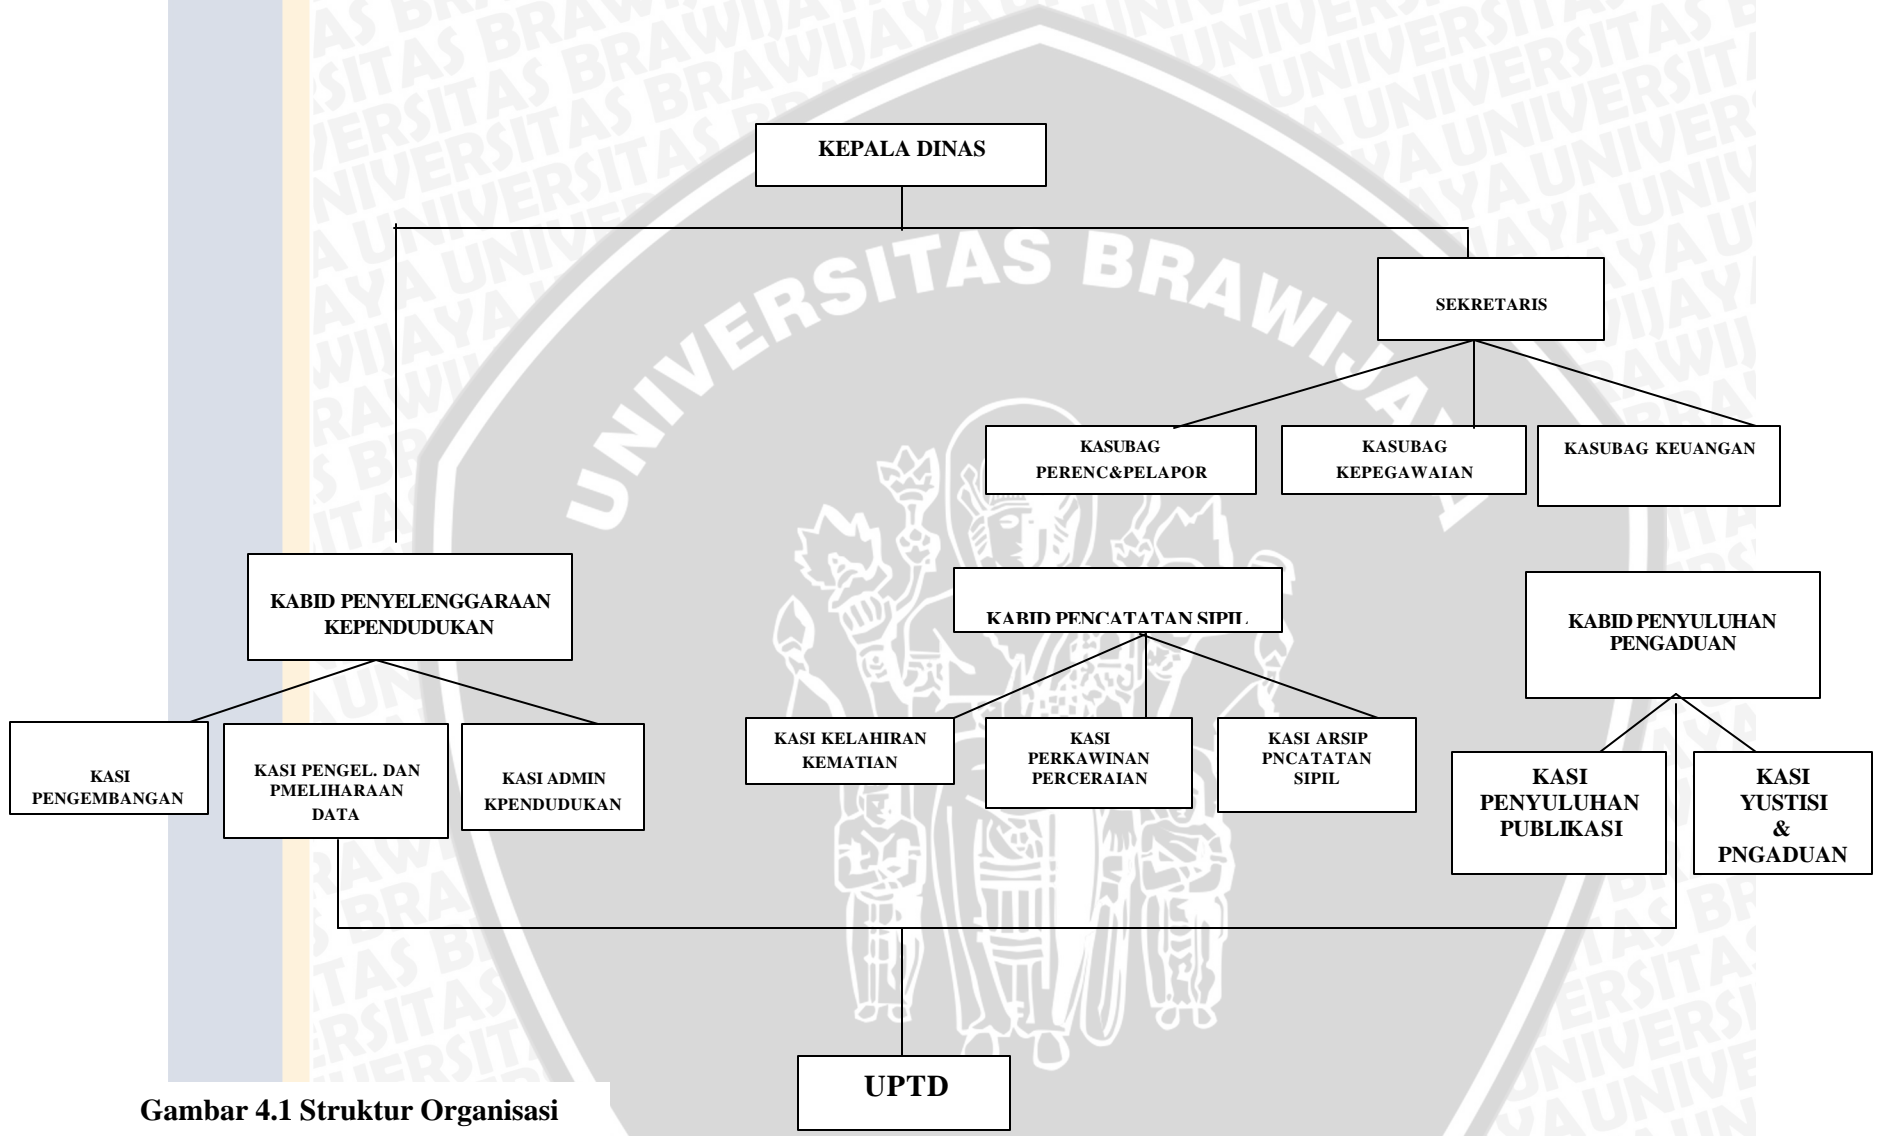 KEPALA DINAS
UNIVERSITAS BRAWIJAYA
SEKRETARIS
KASUBAG
PERENC&PELAPOR
KASUBAG
KEPEGAWAIAN
KASUBAG KEUANGAN
KABID PENYELENGGARAAN
KEPENDUDUKAN
KABID PENCATATAN SIPIL
KABID PENYULUHAN
PENGADUAN
KASI
PENGEMBANGAN
KASI PENGEL. DAN
PMELIHARAAN
DATA
KASI ADMIN
KPENDUDUKAN
KASI KELAHIRAN
KEMATIAN
KASI
PERKAWINAN
PERCERAIAN
KASI ARSIP
PNCATATAN
SIPIL
KASI
PENYULUHAN
PUBLIKASI
KASI
YUSTISI
&
PNGADUAN
UPTD
Gambar 4.1 Struktur Organisasi